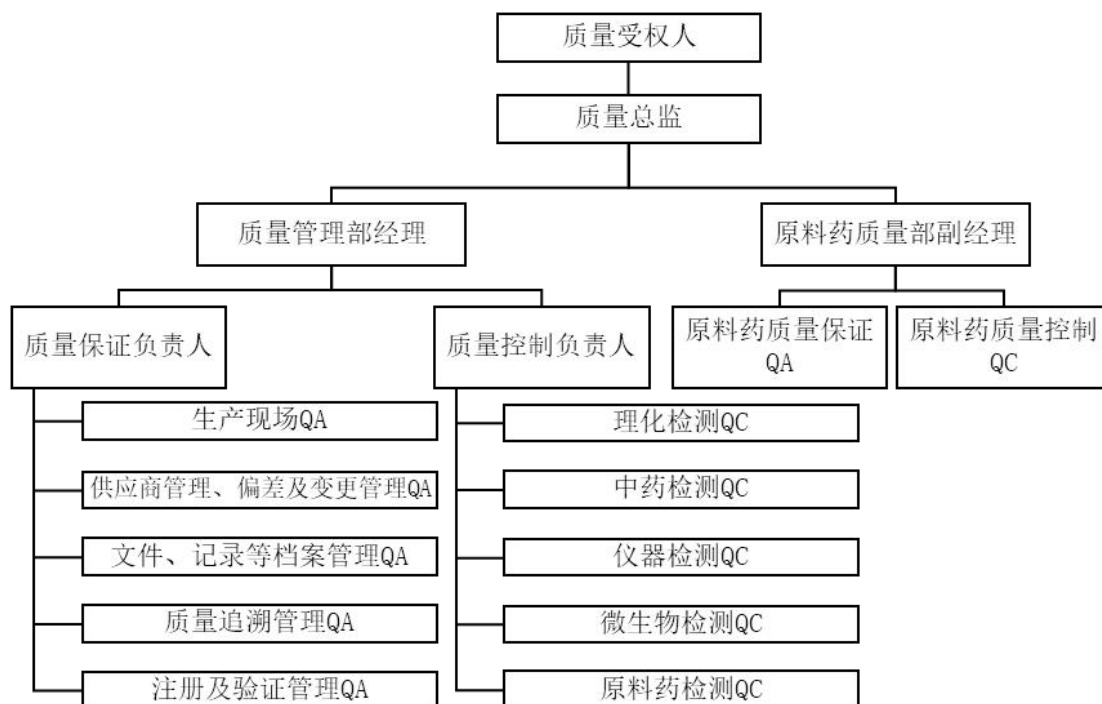 质量受权人
质量总监
质量管理部经理
原料药质量部副经理
质量保证负责人
质量控制负责人
原料药质量保证
QA
原料药质量控制
QC
生产现场QA
供应商管理、偏差及变更管理QA
文件、记录等档案管理QA
质量追溯管理QA
注册及验证管理QA
理化检测QC
中药检测QC
仪器检测QC
微生物检测QC
原料药检测QC